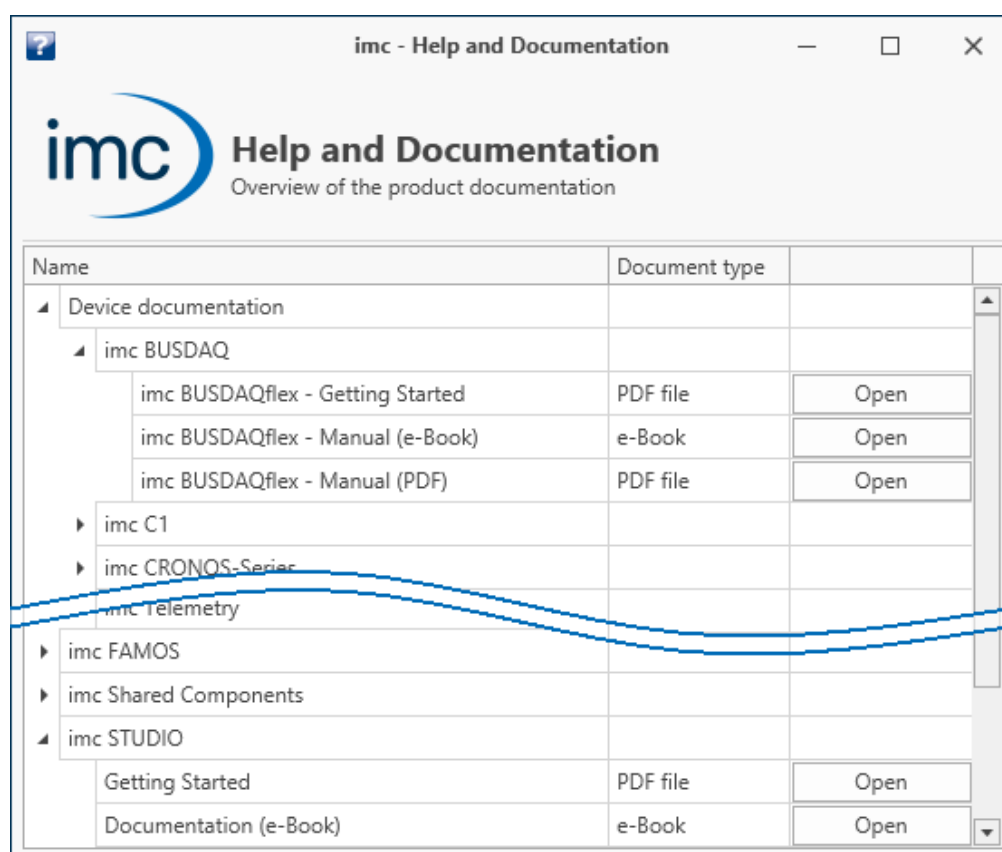 imc - Help and Documentation
imc
Help and Documentation
Overview of the product documentation
Name Document type
Device documentation
imc BUSDAQ
imc BUSDAQflex - Getting Started PDF file Open
imc BUSDAQflex - Manual (e-Book) e-Book Open
imc BUSDAQflex - Manual (PDF) PDF file Open
imc C1
imc CRONOS-Series
imc Telemetry
imc FAMOS
imc Shared Components
imc STUDIO
Getting Started PDF file Open
Documentation (e-Book) e-Book Open